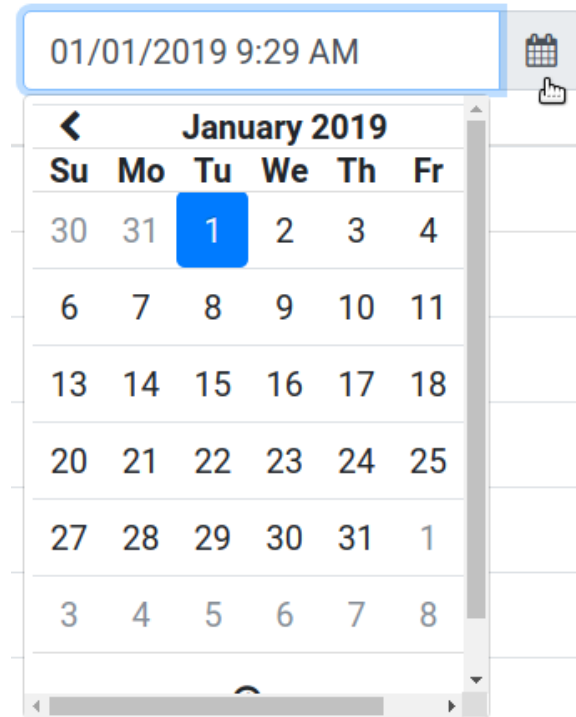 01/01/2019 9:29 AM
January 2019
Su Mo Tu We Th Fr
30 31 1 2 3 4
6 7 8 9 10 11
13 14 15 16 17 18
20 21 22 23 24 25
27 28 29 30 31 1
3 4 5 6 7 8